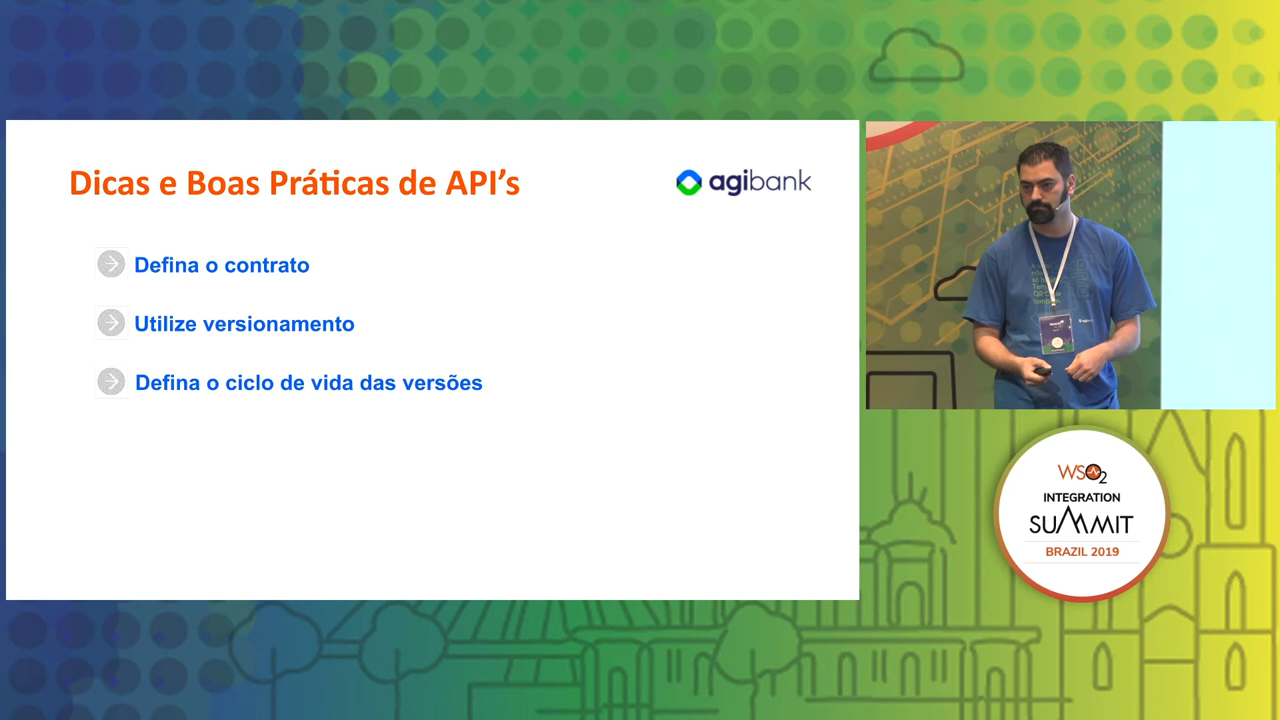 Dicas e Boas Práticas de API’s
agibank
Defina o contrato
Utilize versionamento
Defina o ciclo de vida das versões
WSO2
INTEGRATION
SUMMIT
BRAZIL 2019